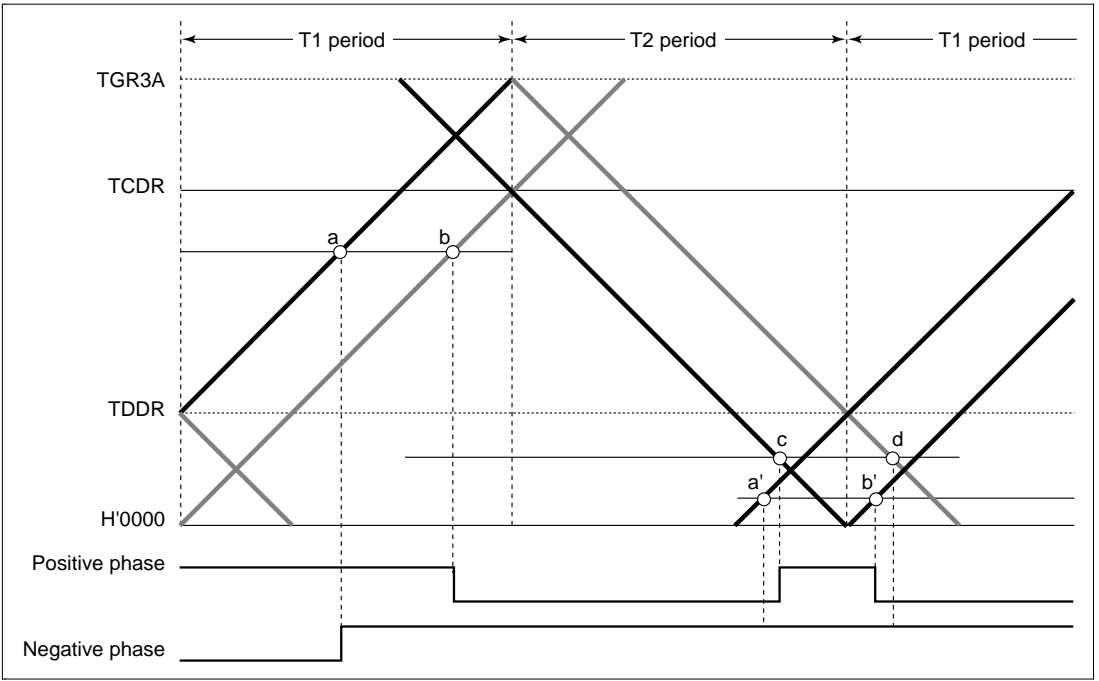 T1 period
T2 period
T1 period
TGR3A
TCDR
a
b
TDDR
c
d
a'
b'
H'0000
Positive phase
Negative phase